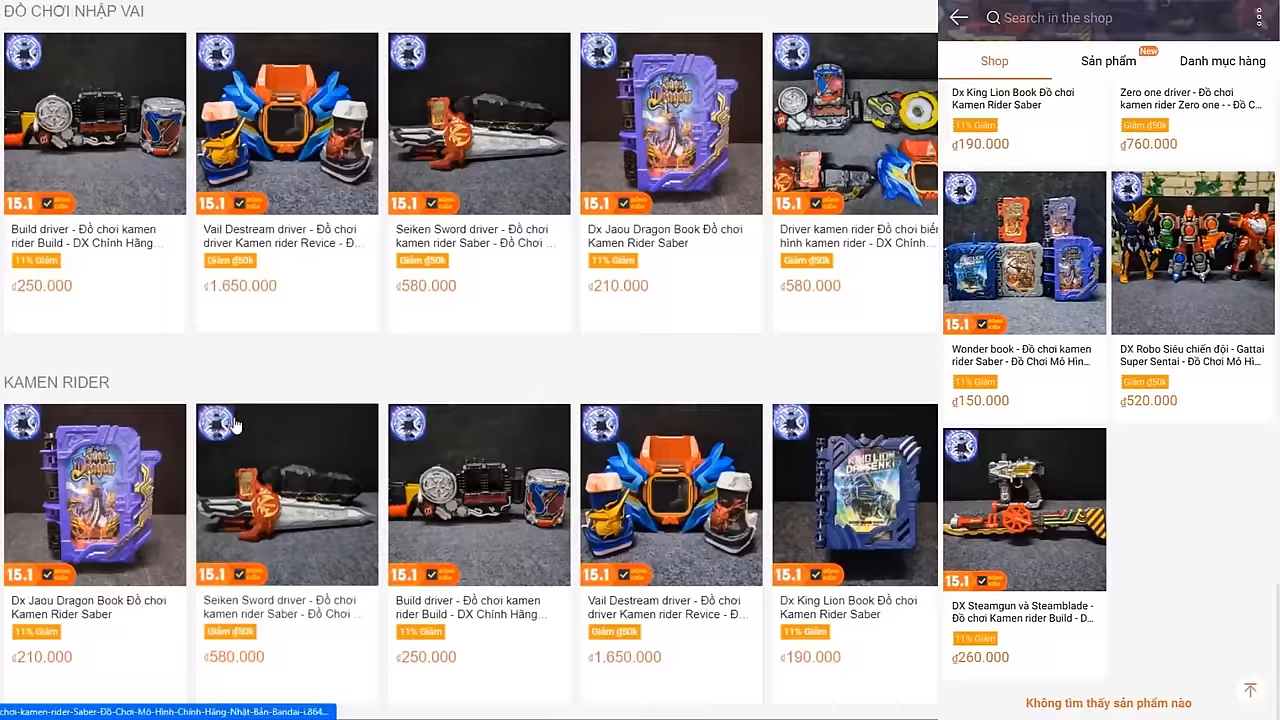 ĐỒ CHƠI NHẬP VAI
15.1
Build driver - Đồ chơi kamen
rider Build - DX Chính Hãng...
11% Giảm
₫250.000
15.1
Vail Destream driver - Đồ chơi
driver Kamen rider Revice - Đ...
Giảm ₫50k
₫1.650.000
15.1
Seiken Sword driver - Đồ chơi
kamen rider Saber - Đồ Chơi ...
Giảm ₫50k
₫580.000
15.1
Dx Jaou Dragon Book Đồ chơi
Kamen Rider Saber
11% Giảm
₫210.000
15.1
Driver kamen rider Đồ chơi biế
hình kamen rider - DX Chính...
Giảm ₫50k
₫580.000
KAMEN RIDER
15.1
Dx Jaou Dragon Book Đồ chơi
Kamen Rider Saber
11% Giảm
₫210.000
15.1
Seiken Sword driver - Đồ chơi
kamen rider Saber - Đồ Chơi ...
Giảm ₫50k
₫580.000
15.1
Build driver - Đồ chơi kamen
rider Build - DX Chính Hãng...
11% Giảm
₫250.000
15.1
Vail Destream driver - Đồ chơi
driver Kamen rider Revice - Đ...
Giảm ₫50k
₫1.650.000
KING LION
DAISENKI
15.1
Dx King Lion Book Đồ chơi
Kamen Rider Saber
11% Giảm
₫190.000
chơi-kamen-rider-Saber-Đồ-Chơi-Mô-Hình-Chính-Hãng-Nhật-Bản-Bandai-i.864...
Search in the shop
Shop
Sản phẩm
New
Danh mục hàng
Dx King Lion Book Đồ chơi
Kamen Rider Saber
11% Giảm
₫190.000
Zero one driver - Đồ chơi
kamen rider Zero one - - Đồ C...
Giảm ₫50k
₫760.000
15.1
Wonder book - Đồ chơi kamen
rider Saber - Đồ Chơi Mô Hìn...
11% Giảm
₫150.000
DX Robo Siêu chiến đội - Gattai
Super Sentai - Đồ Chơi Mô Hì...
Giảm ₫50k
₫520.000
15.1
DX Steamgun và Steamblade -
Đồ chơi Kamen rider Build - D...
11% Giảm
₫260.000
Không tìm thấy sản phẩm nào